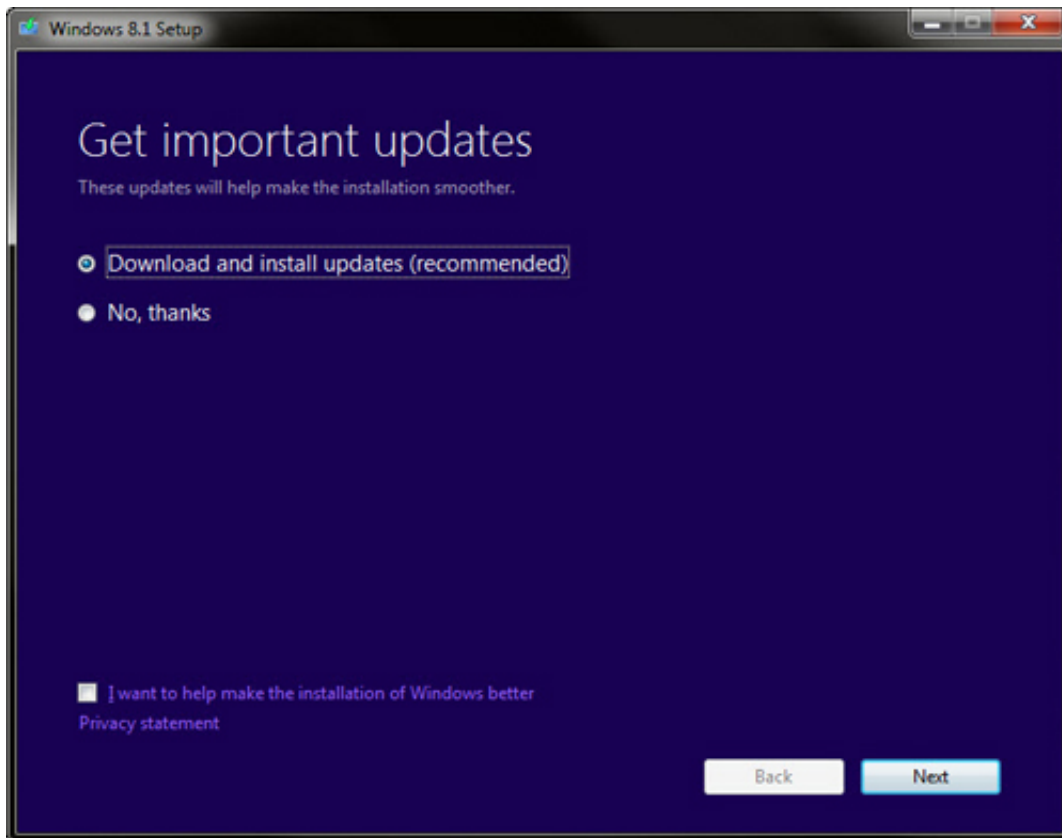 Windows 8.1 Setup
Get important updates
These updates will help make the installation smoother.
Download and install updates (recommended)
No, thanks
I want to help make the installation of Windows better
Privacy statement
Back
Next